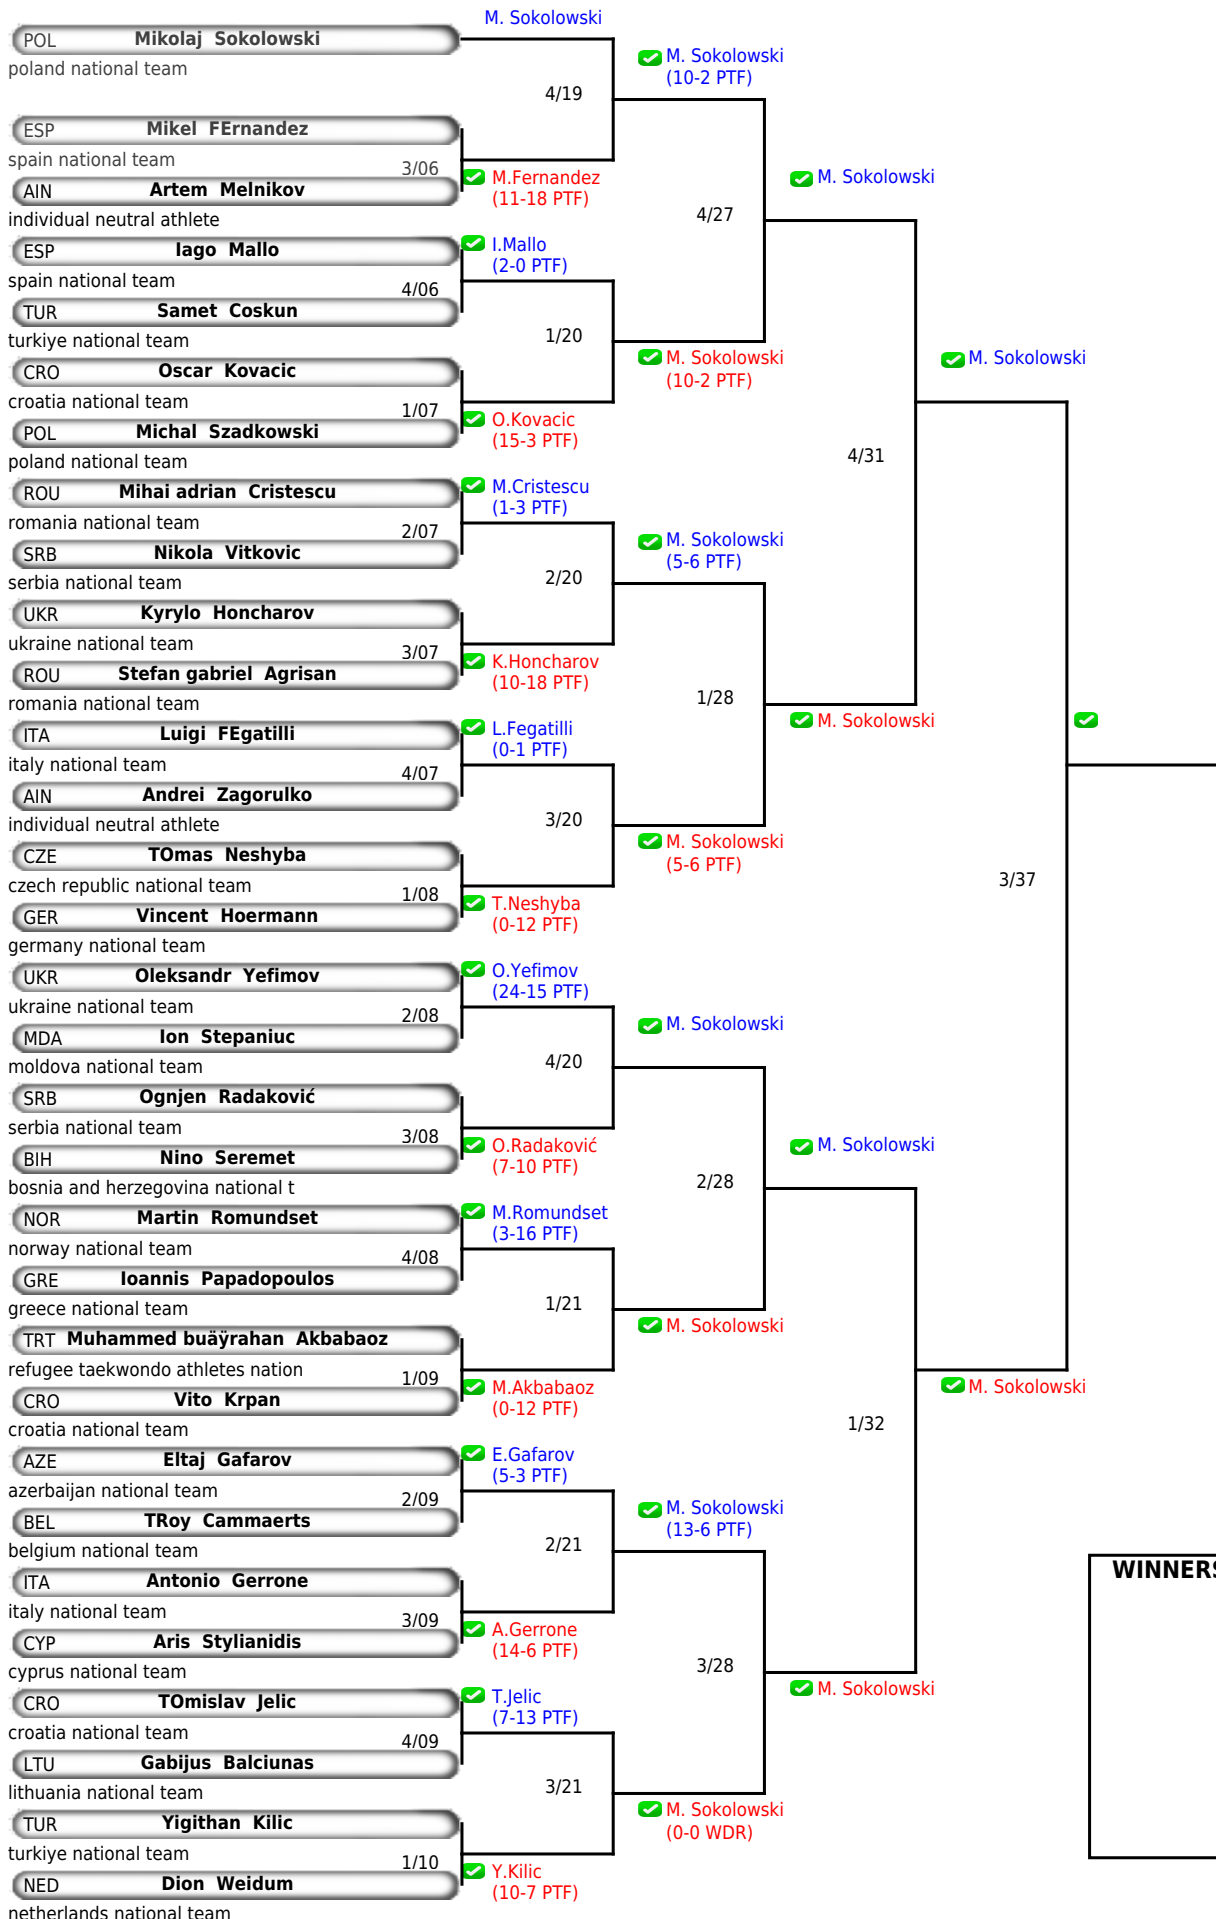 M. Sokolowski
POL Mikolaj Sokolowski
poland national team
M. Sokolowski
(10-2 PTF)
4/19
ESP Mikel FErnandez
spain national team
3/06
AIN Artem Melnikov
individual neutral athlete
M.Fernandez
(11-18 PTF)
M. Sokolowski
4/27
ESP Iago Mallo
spain national team
4/06
I.Mallo
(2-0 PTF)
TUR Samet Coskun
turkiye national team
1/20
M. Sokolowski
(10-2 PTF)
M. Sokolowski
CRO Oscar Kovacic
croatia national team
1/07
POL Michal Szadkowski
poland national team
O.Kovacic
(15-3 PTF)
4/31
ROU Mihai adrian Cristescu
romania national team
2/07
M.Cristescu
(1-3 PTF)
SRB Nikola Vitkovic
serbia national team
M. Sokolowski
(5-6 PTF)
2/20
UKR Kyrylo Honcharov
ukraine national team
3/07
ROU Stefan gabriel Agrisan
romania national team
K.Honcharov
(10-18 PTF)
1/28
M. Sokolowski
ITA Luigi FEgatilli
italy national team
4/07
L.Fegatilli
(0-1 PTF)
AIN Andrei Zagorulko
individual neutral athlete
3/20
M. Sokolowski
(5-6 PTF)
CZE TOmas Neshyba
czech republic national team
1/08
3/37
GER Vincent Hoermann
germany national team
T.Neshyba
(0-12 PTF)
UKR Oleksandr Yefimov
ukraine national team
2/08
O.Yefimov
(24-15 PTF)
MDA Ion Stepaniuc
moldova national team
M. Sokolowski
4/20
SRB Ognjen Radaković
serbia national team
3/08
BIH Nino Seremet
bosnia and herzegovina national t
O.Radaković
(7-10 PTF)
M. Sokolowski
2/28
NOR Martin Romundset
norway national team
4/08
M.Romundset
(3-16 PTF)
GRE Ioannis Papadopoulos
greece national team
1/21
M. Sokolowski
TRT Muhammed buäÿrahan Akbabaoz
refugee taekwondo athletes nation
1/09
CRO Vito Krpan
croatia national team
M.Akbabaoz
(0-12 PTF)
M. Sokolowski
1/32
AZE Eltaj Gafarov
azerbaijan national team
2/09
E.Gafarov
(5-3 PTF)
BEL TRoy Cammaerts
belgium national team
M. Sokolowski
(13-6 PTF)
2/21
ITA Antonio Gerrone
italy national team
3/09
WINNERS
CYP Aris Stylianidis
cyprus national team
A.Gerrone
(14-6 PTF)
3/28
M. Sokolowski
CRO TOmislav Jelic
croatia national team
4/09
T.Jelic
(7-13 PTF)
LTU Gabijus Balciunas
lithuania national team
3/21
M. Sokolowski
(0-0 WDR)
TUR Yigithan Kilic
turkiye national team
1/10
NED Dion Weidum
netherlands national team
Y.Kilic
(10-7 PTF)